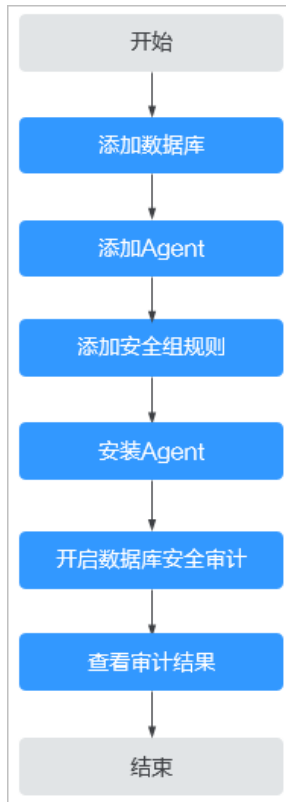 开始
添加数据库
添加Agent
添加安全组规则
安装Agent
开启数据库安全审计
查看审计结果
结束